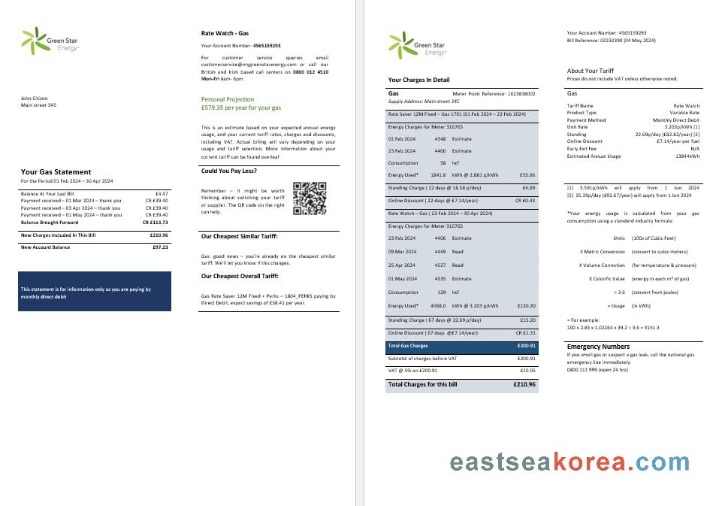 Green Star
Energy
John Citizen
Main street 345
Your Gas Statement
For the Period 01 Feb 2024 – 30 Apr 2024
Balance At Your Last Bill £4.47
Payment received – 01 Mar 2024 – thank you CR £39.40
Payment received – 03 Apr 2024 – thank you CR £39.40
Payment received – 01 May 2024 – thank you CR £39.40
Balance Brought Forward CR £113.73
New Charges Included In This Bill £210.96
New Account Balance £97.23
This statement is for information only as you are paying by
monthly direct debit
Rate Watch - Gas
Your Account Number: 4565159293
For customer service queries email
customerservice@mygreenstarenergy.com or call our
British and Irish based call centers on 0800 012 4510
Mon-Fri 8am- 6pm
Personal Projection
£579.35 per year for your gas
This is an estimate based on your expected annual energy
usage, and your current tariff rates, charges and discounts,
including VAT. Actual billing will vary depending on your
usage and tariff selection. More information about your
current tariff can be found overleaf
Could You Pay Less?
Remember – it might be worth
thinking about switching your tariff
or supplier. The QR code on the right
can help.
Our Cheapest Similar Tariff:
Gas: good news – you're already on the cheapest similar
tariff. We'll let you know if this changes.
Our Cheapest Overall Tariff:
Gas Rate Saver 12M Fixed + Perks – 1804_PERKS paying by
Direct Debit, expect savings of £58.41 per year.
Green Star
Energy
Your Charges In Detail
Gas Meter Point Reference: 1623658002
Supply Address: Main street 345
Rate Saver 12M Fixed – Gas 1701 (01 Feb 2024 – 22 Feb 2024)
Energy Charges for Meter 310765
01 Feb 2024 4348 Estimate
23 Feb 2024 4406 Estimate
Consumption 58 hcf
Energy Used* 1841.8 kWh @ 2.881 p/kWh £53.06
Standing Charge ( 22 days @ 18.58 p/day) £4.09
Online Discount ( 22 days @ £7.14/year) CR £0.44
Rate Watch – Gas ( 23 Feb 2024 – 30 Apr 2024)
Energy Charges for Meter 310765
23 Feb 2024 4406 Estimate
09 Mar 2024 4449 Read
25 Apr 2024 4527 Read
01 May 2024 4535 Estimate
Consumption 129 hcf
Energy Used* 4068.0 kWh @ 3.203 p/kWh £130.30
Standing Charge ( 67 days @ 22.69 p/day) £15.20
Online Discount ( 67 days @£7.14/year) CR £1.31
Total Gas Charges £200.91
Subtotal of charges before VAT £200.91
VAT @ 5% on £200.91 £10.05
Total Charges for this bill £210.96
Your Account Number: 4565159293
Bill Reference: 02232399 (04 May 2024)
About Your Tariff
Prices do not include VAT unless otherwise noted.
Gas
Tariff Name Rate Watch
Product Type Variable Rate
Payment Method Monthly Direct Debit
Unit Rate 3.203p/kWh [1]
Standing 22.69p/day (£82.82/year) [2]
Online Discount £7.14/year per fuel
Early Exit Fee N/A
Estimated Annual Usage 12844kWh
[1] 3.591p/kWh will apply from 1 Jun 2024
[2] 25.39p/day (£92.67/year) will apply from 1 Jun 2024
*Your energy usage is calculated from your gas
consumption using a standard industry formula:
Units (100s of Cubic Feet)
X Metric Conversion (convert to cubic meters)
X Volume Correction (for temperature & pressure)
X Calorific Value (energy in each m³ of gas)
÷ 3.6 (convert from joules)
= Usage (in kWh)
= For example:
100 x 2.83 x 1.02264 x 39.2 ÷ 3.6 = 3151.3
Emergency Numbers
If you smell gas or suspect a gas leak, call the national gas
emergency line immediately:
0800 111 999 (open 24 hrs)
eastseakorea.com